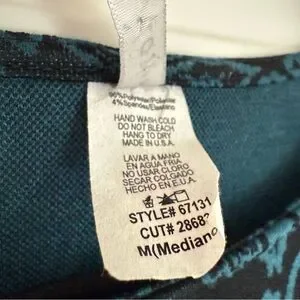 96% Polyester/Poliester
4% Spandex/Elastano
HAND WASH COLD
DO NOT BLEACH
HANG TO DRY
MADE IN U.S.A.
LAVAR A MANO
EN AGUA FRIA
NO USAR CLORO
SECAR COLGADO
HECHO EN E.U.A.
STYLE# 67131
CUT# 2868
M(Mediano